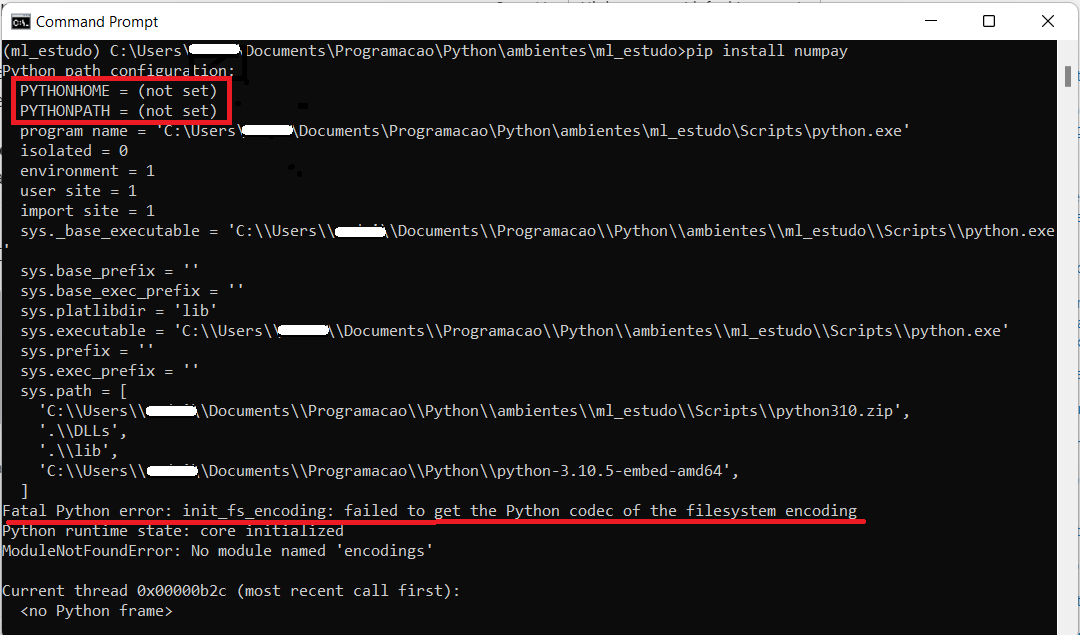 Command Prompt
(ml_estudo) C:\Users\ Documents\Programacao\Python\ambientes\ml_estudo>pip install numpay
Python path configuration:
PYTHONHOME = (not set)
PYTHONPATH = (not set)
program name = 'C:\Users\ \Documents\Programacao\Python\ambientes\ml_estudo\Scripts\python.exe'
isolated = 0
environment = 1
user site = 1
import site = 1
sys._base_executable = 'C:\\Users\\ \\Documents\\Programacao\\Python\\ambientes\\ml_estudo\\Scripts\\python.exe
'
sys.base_prefix = ''
sys.base_exec_prefix = ''
sys.platlibdir = 'lib'
sys.executable = 'C:\\Users\\ \\Documents\\Programacao\\Python\\ambientes\\ml_estudo\\Scripts\\python.exe'
sys.prefix = ''
sys.exec_prefix = ''
sys.path = [
'C:\\Users\\ \\Documents\\Programacao\\Python\\ambientes\\ml_estudo\\Scripts\\python310.zip',
'.\\DLLs',
'.\\lib',
'C:\\Users\\ \\Documents\\Programacao\\Python\\python-3.10.5-embed-amd64',
]
Fatal Python error: init_fs_encoding: failed to get the Python codec of the filesystem encoding
Python runtime state: core initialized
ModuleNotFoundError: No module named 'encodings'
Current thread 0x00000b2c (most recent call first):
<no Python frame>